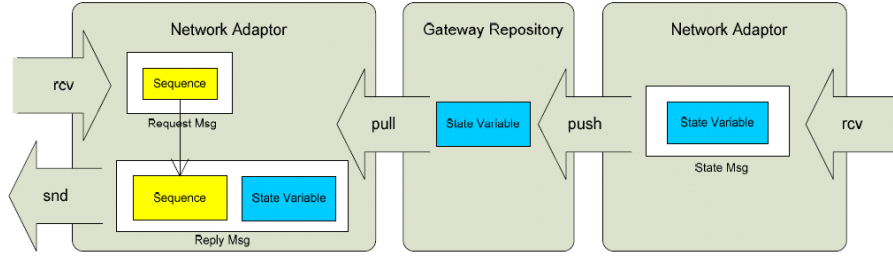 Network Adaptor
Gateway Repository
Network Adaptor
rcv
Sequence
Request Msg
pull
State Variable
push
State Variable
rcv
State Msg
snd
Sequence
State Variable
Reply Msg